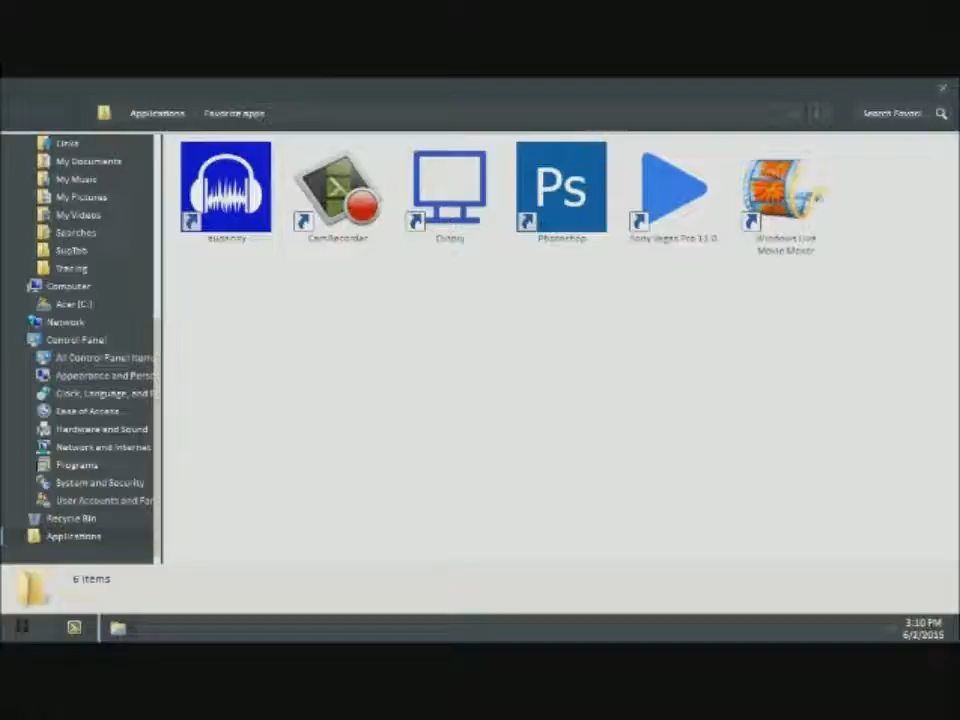 Applications
Favorite apps
Search Favori
Links
My Documents
My Music
My Pictures
My Videos
Searches
SupTab
Tracing
Computer
Acer (C:)
Network
Control Panel
All Control Panel Items
Appearance and Perso
Clock, Language, and R
Ease of Access
Hardware and Sound
Network and Internet
Programs
System and Security
User Accounts and Fam
Recycle Bin
Applications
audacity
CamRecorder
Ps
Photoshop
Sony Vegas Pro 11.0
Windows Live
Movie Maker
6 items
3:10 PM
6/2/2015